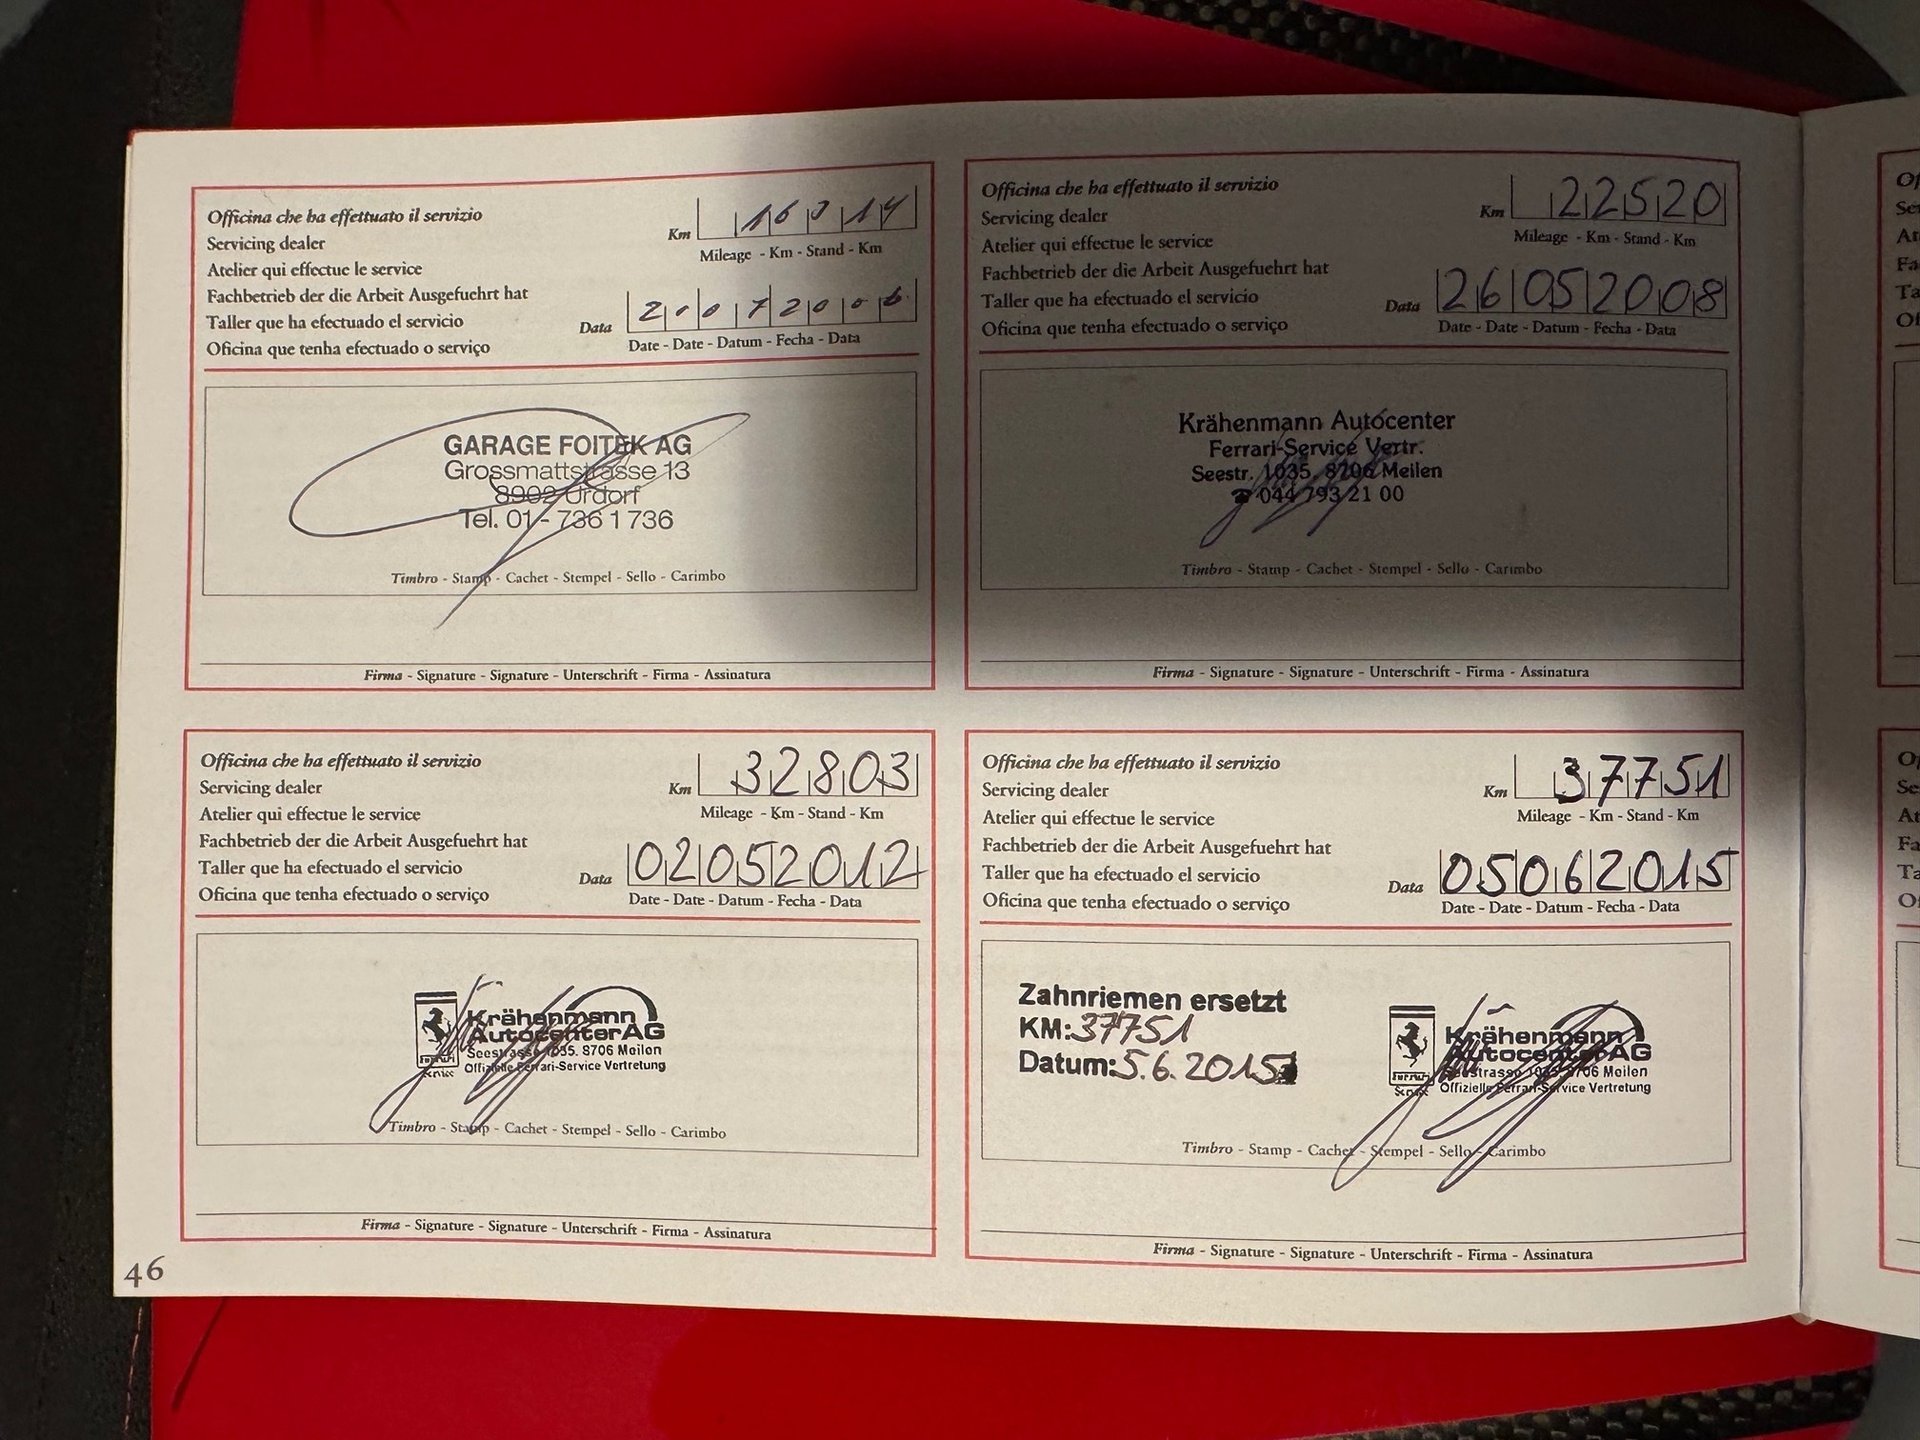 Officina che ha effettuato il servizio
Servicing dealer
Atelier qui effectue le service
Fachbetrieb der die Arbeit Ausgefuehrt hat
Taller que ha efectuado el servicio
Oficina que tenha efectuado o serviço
Km 16014
Mileage - Km - Stand - Km
Data 20072006
Date - Date - Datum - Fecha - Data
GARAGE FOITEK AG
Grossmattstrasse 13
8902 Urdorf
Tel. 01 - 736 1 736
Timbro - Stamp - Cachet - Stempel - Sello - Carimbo
Firma - Signature - Signature - Unterschrift - Firma - Assinatura
Officina che ha effettuato il servizio
Servicing dealer
Atelier qui effectue le service
Fachbetrieb der die Arbeit Ausgefuehrt hat
Taller que ha efectuado el servicio
Oficina que tenha efectuado o serviço
Km 22520
Mileage - Km - Stand - Km
Data 26052008
Date - Date - Datum - Fecha - Data
Krähenmann Autocenter
Ferrari-Service Vertr.
Seestr. 1035, 8706 Meilen
☎ 044 793 21 00
Timbro - Stamp - Cachet - Stempel - Sello - Carimbo
Firma - Signature - Signature - Unterschrift - Firma - Assinatura
Officina che ha effettuato il servizio
Servicing dealer
Atelier qui effectue le service
Fachbetrieb der die Arbeit Ausgefuehrt hat
Taller que ha efectuado el servicio
Oficina que tenha efectuado o serviço
Km 32803
Mileage - Km - Stand - Km
Data 02052012
Date - Date - Datum - Fecha - Data
Krähenmann
Autocenter AG
Seestrasse 1035. 8706 Meilen
Offizielle Ferrari-Service Vertretung
Timbro - Stamp - Cachet - Stempel - Sello - Carimbo
Firma - Signature - Signature - Unterschrift - Firma - Assinatura
Officina che ha effettuato il servizio
Servicing dealer
Atelier qui effectue le service
Fachbetrieb der die Arbeit Ausgefuehrt hat
Taller que ha efectuado el servicio
Oficina que tenha efectuado o serviço
Km 37751
Mileage - Km - Stand - Km
Data 05062015
Date - Date - Datum - Fecha - Data
Zahnriemen ersetzt
KM: 37751
Datum: 5.6.2015
Krähenmann
Autocenter AG
Seestrasse 1035. 8706 Meilen
Offizielle Ferrari-Service Vertretung
Timbro - Stamp - Cachet - Stempel - Sello - Carimbo
Firma - Signature - Signature - Unterschrift - Firma - Assinatura
46